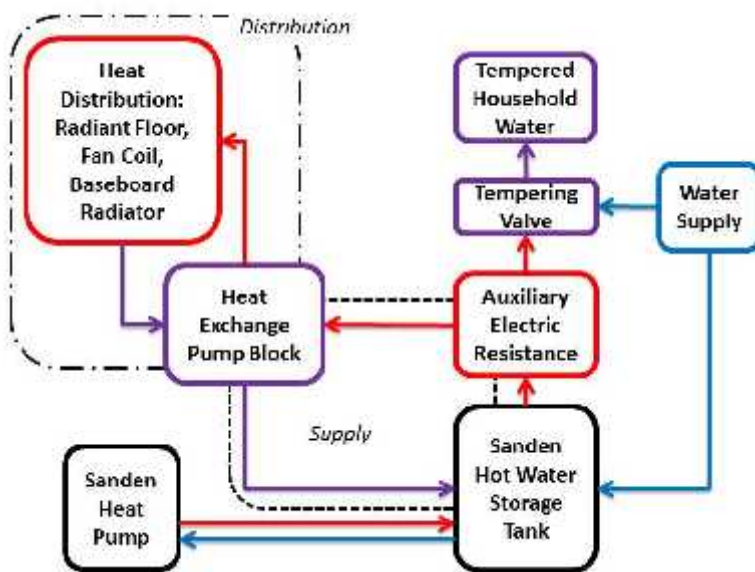 Distribution
Heat
Distribution:
Radiant Floor,
Fan Coil,
Baseboard
Radiator
Tempered
Household
Water
Tempering
Valve
Water
Supply
Heat
Exchange
Pump Block
Auxiliary
Electric
Resistance
Supply
Sanden
Heat
Pump
Sanden
Hot Water
Storage
Tank